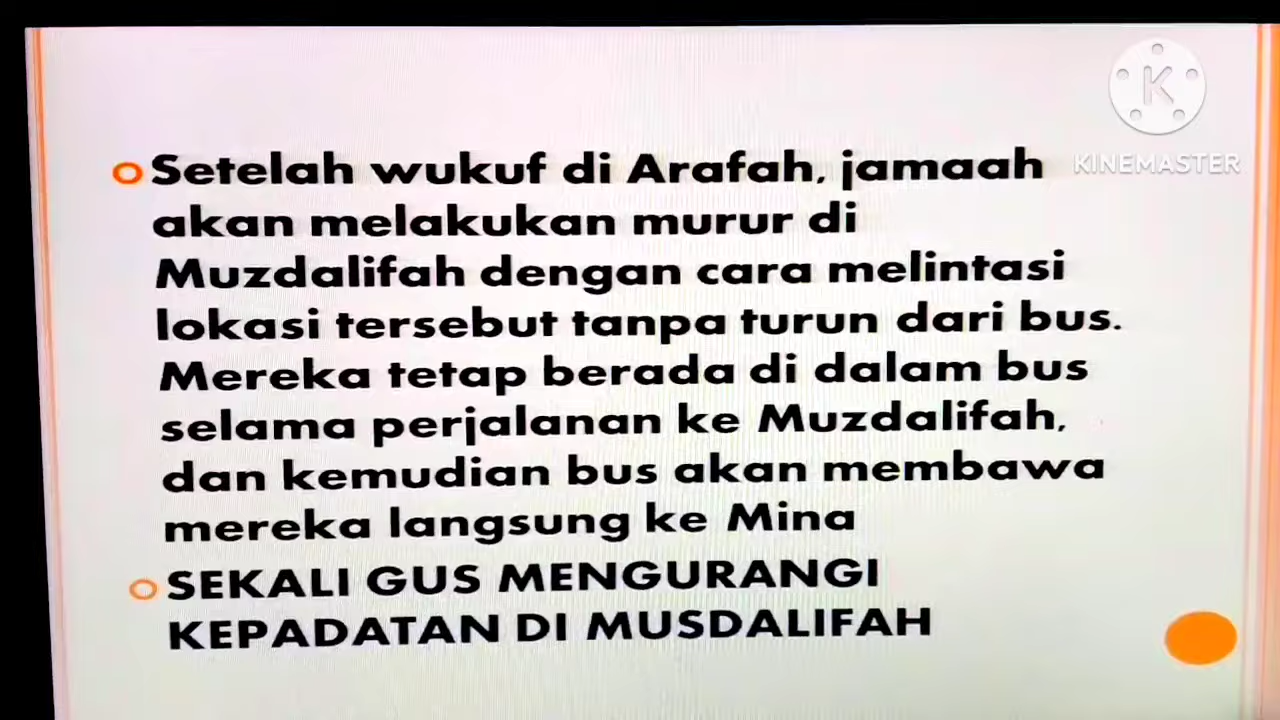 KINEMASTER
Setelah wukuf di Arafah, jamaah
akan melakukan murur di
Muzdalifah dengan cara melintasi
lokasi tersebut tanpa turun dari bus.
Mereka tetap berada di dalam bus
selama perjalanan ke Muzdalifah,
dan kemudian bus akan membawa
mereka langsung ke Mina
SEKALI GUS MENGURANGI
KEPADATAN DI MUSDALIFAH